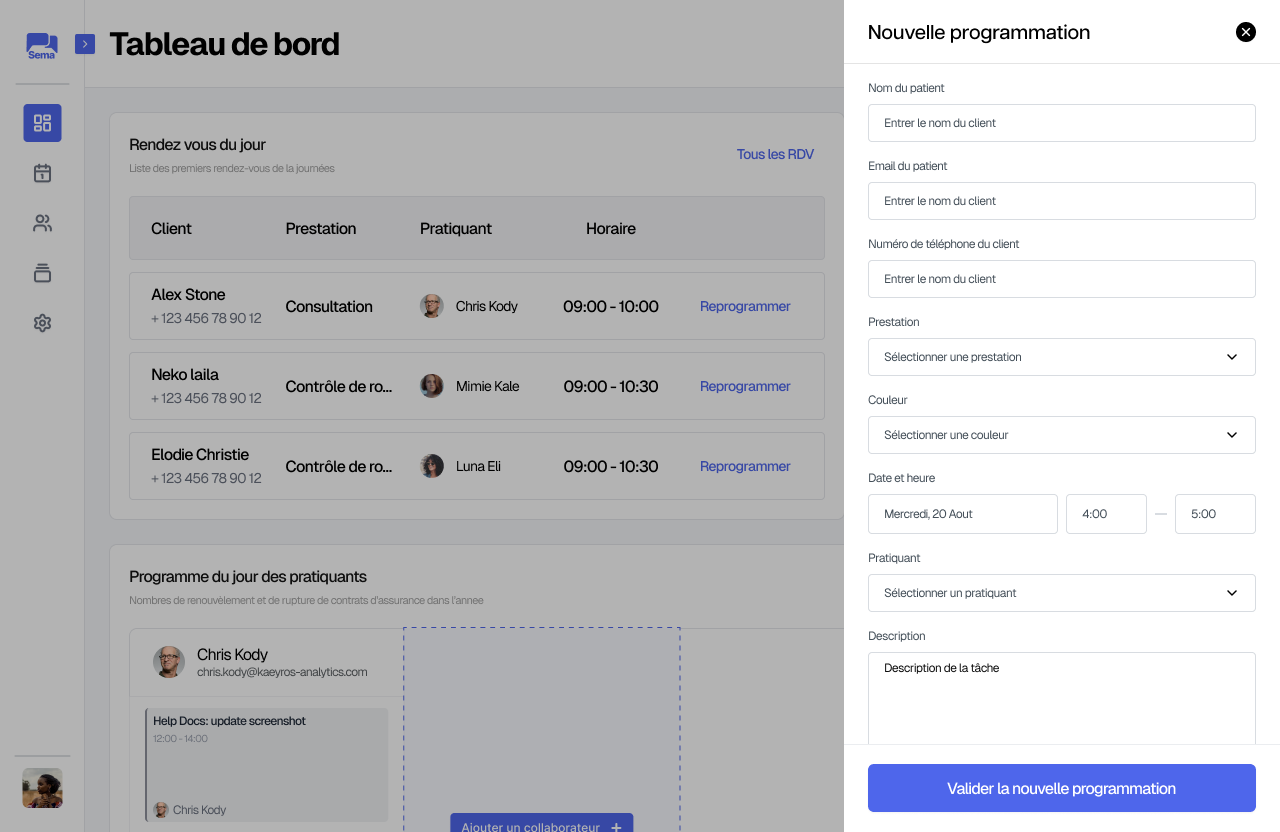 Sema
Tableau de bord
Rendez vous du jour
Liste des premiers rendez-vous de la journées
Tous les RDV
Client Prestation Pratiquant Horaire
Alex Stone
+ 123 456 78 90 12
Consultation
Chris Kody
09:00 - 10:00
Reprogrammer
Neko laila
+ 123 456 78 90 12
Contrôle de ro...
Mimie Kale
09:00 - 10:30
Reprogrammer
Elodie Christie
+ 123 456 78 90 12
Contrôle de ro...
Luna Eli
09:00 - 10:30
Reprogrammer
Programme du jour des pratiquants
Nombres de renouvèlement et de rupture de contrats d'assurance dans l'annee
Chris Kody
chris.kody@kaeyros-analytics.com
Help Docs: update screenshot
12:00 - 14:00
Chris Kody
Ajouter un collaborateur +
Nouvelle programmation
Nom du patient
Entrer le nom du client
Email du patient
Entrer le nom du client
Numéro de téléphone du client
Entrer le nom du client
Prestation
Sélectionner une prestation
Couleur
Sélectionner une couleur
Date et heure
Mercredi, 20 Aout 4:00 — 5:00
Pratiquant
Sélectionner un pratiquant
Description
Description de la tâche
Valider la nouvelle programmation